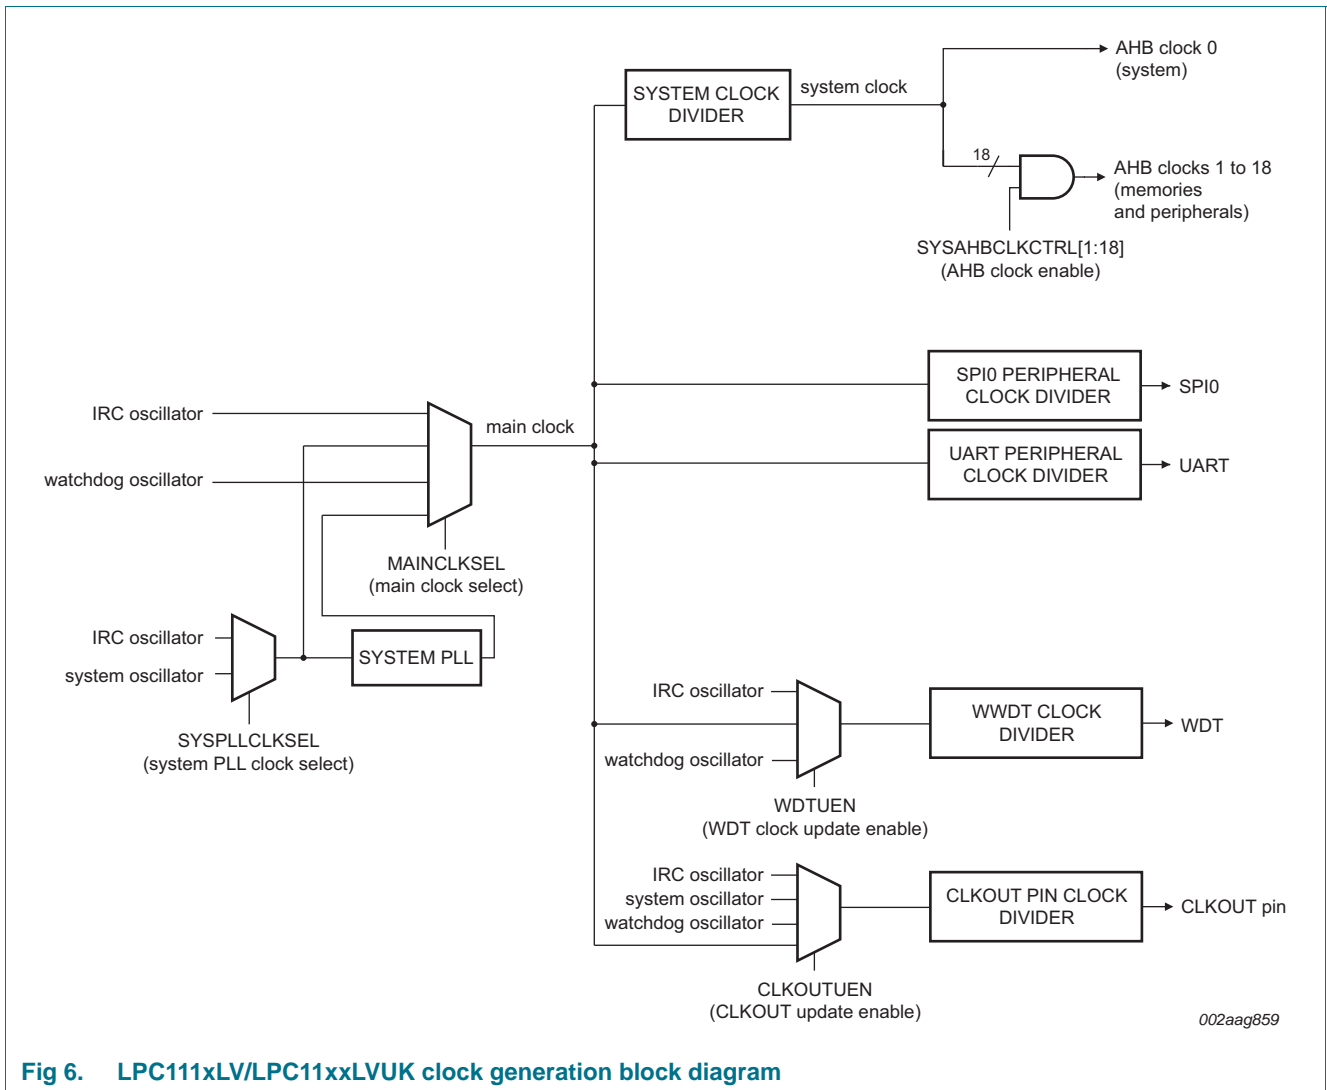 AHB clock 0
(system)
SYSTEM CLOCK
DIVIDER
system clock
18
AHB clocks 1 to 18
(memories
and peripherals)
SYSAHBCLKCTRL[1:18]
(AHB clock enable)
SPI0 PERIPHERAL
CLOCK DIVIDER
SPI0
IRC oscillator
main clock
UART PERIPHERAL
CLOCK DIVIDER
UART
watchdog oscillator
MAINCLKSEL
(main clock select)
IRC oscillator
system oscillator
SYSTEM PLL
SYSPLLCLKSEL
(system PLL clock select)
IRC oscillator
watchdog oscillator
WWDT CLOCK
DIVIDER
WDT
WDTUEN
(WDT clock update enable)
IRC oscillator
system oscillator
watchdog oscillator
CLKOUT PIN CLOCK
DIVIDER
CLKOUT pin
CLKOUTUEN
(CLKOUT update enable)
002aag859
Fig 6. LPC111xLV/LPC11xxLVUK clock generation block diagram